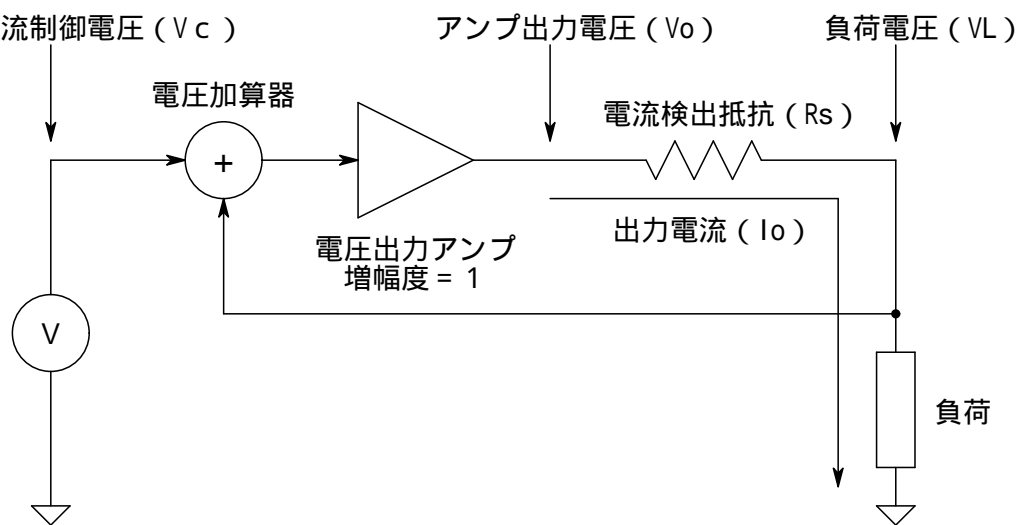 流制御電圧(Vc)
アンプ出力電圧(Vo)
負荷電圧(VL)
電圧加算器
電流検出抵抗(Rs)
+
電圧出力アンプ
増幅度=1
出力電流(Io)
V
負荷